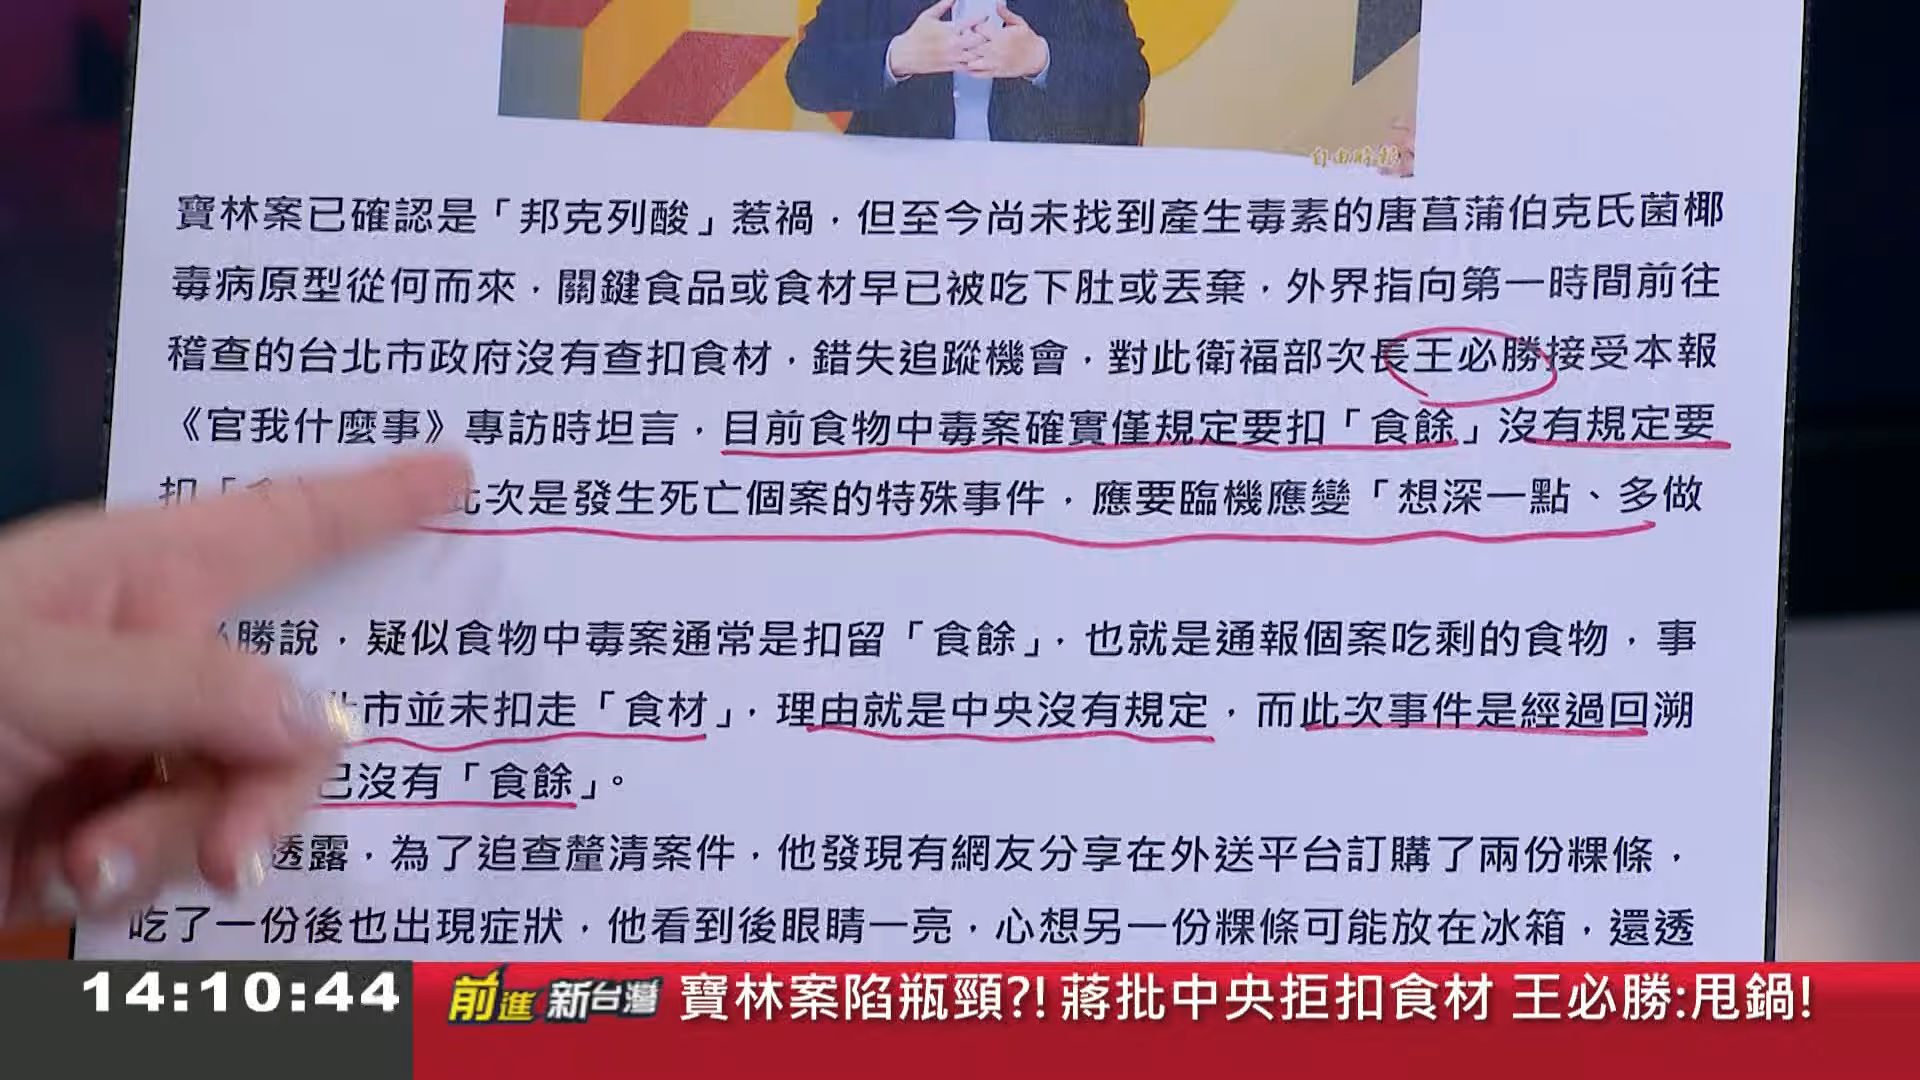 自由時報
寶林案已確認是「邦克列酸」惹禍，但至今尚未找到產生毒素的唐菖蒲伯克氏菌椰
毒病原型從何而來，關鍵食品或食材早已被吃下肚或丟棄，外界指向第一時間前往
稽查的台北市政府沒有查扣食材，錯失追蹤機會，對此衛福部次長王必勝接受本報
《官我什麼事》專訪時坦言，目前食物中毒案確實僅規定要扣「食餘」沒有規定要
扣「 此次是發生死亡個案的特殊事件，應要臨機應變「想深一點、多做
勝說，疑似食物中毒案通常是扣留「食餘」，也就是通報個案吃剩的食物，事
北市並未扣走「食材」，理由就是中央沒有規定，而此次事件是經過回溯
已沒有「食餘」。
透露，為了追查釐清案件，他發現有網友分享在外送平台訂購了兩份粿條，
吃了一份後也出現症狀，他看到後眼睛一亮，心想另一份粿條可能放在冰箱，還透
14:10:44 前進新台灣 寶林案陷瓶頸?! 蔣批中央拒扣食材 王必勝:甩鍋!